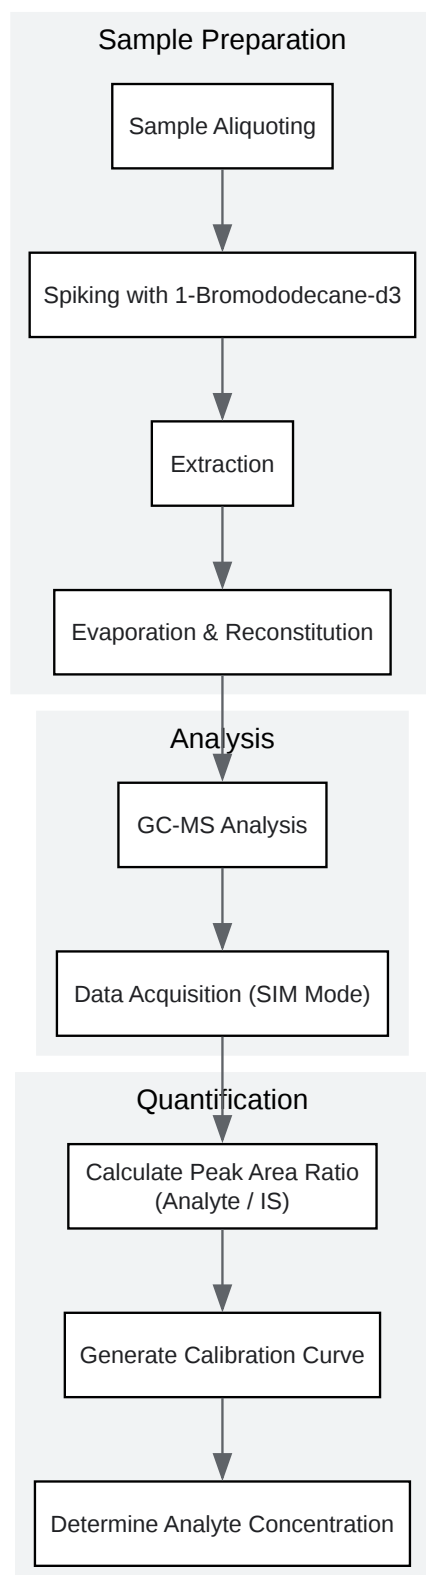 Sample Preparation
Sample Aliquoting
Spiking with 1-Bromododecane-d3
Extraction
Evaporation & Reconstitution
Analysis
GC-MS Analysis
Data Acquisition (SIM Mode)
Quantification
Calculate Peak Area Ratio
(Analyte / IS)
Generate Calibration Curve
Determine Analyte Concentration